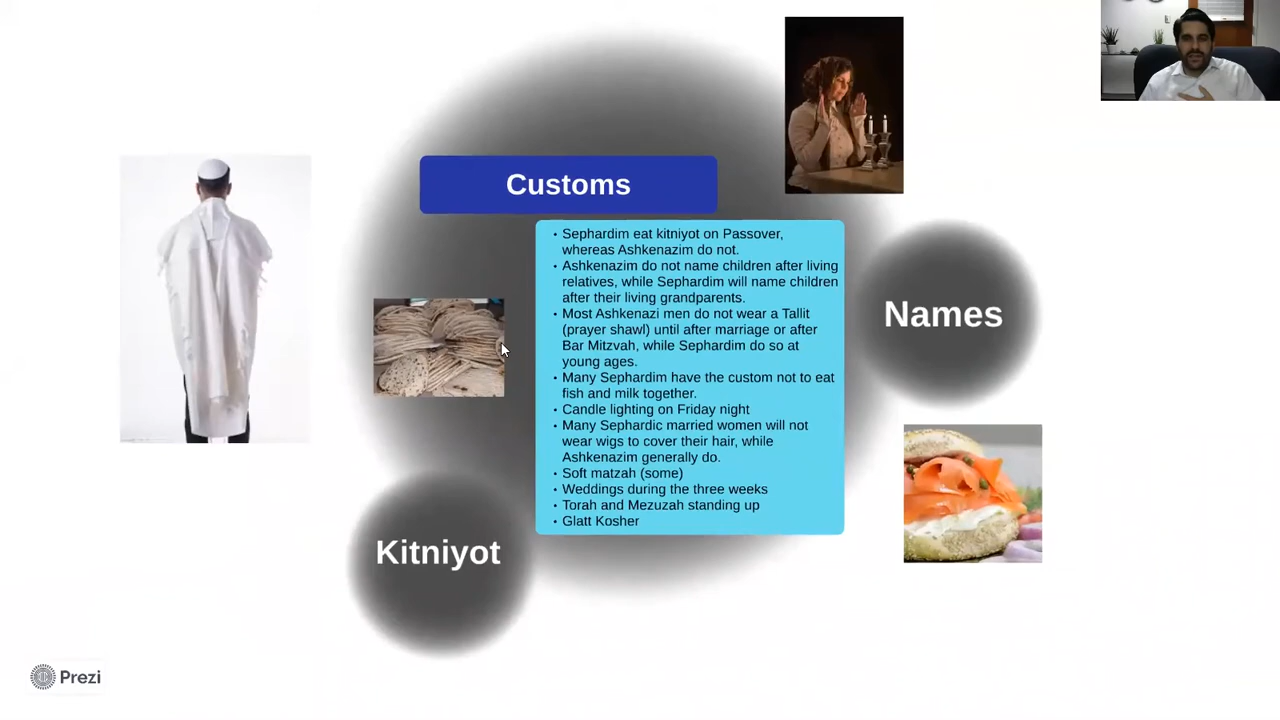 Customs
• Sephardim eat kitniyot on Passover,
whereas Ashkenazim do not.
• Ashkenazim do not name children after living
relatives, while Sephardim will name children
after their living grandparents.
• Most Ashkenazi men do not wear a Tallit
(prayer shawl) until after marriage or after
Bar Mitzvah, while Sephardim do so at
young ages.
• Many Sephardim have the custom not to eat
fish and milk together.
• Candle lighting on Friday night
• Many Sephardic married women will not
wear wigs to cover their hair, while
Ashkenazim generally do.
• Soft matzah (some)
• Weddings during the three weeks
• Torah and Mezuzah standing up
• Glatt Kosher
Names
Kitniyot
Prezi